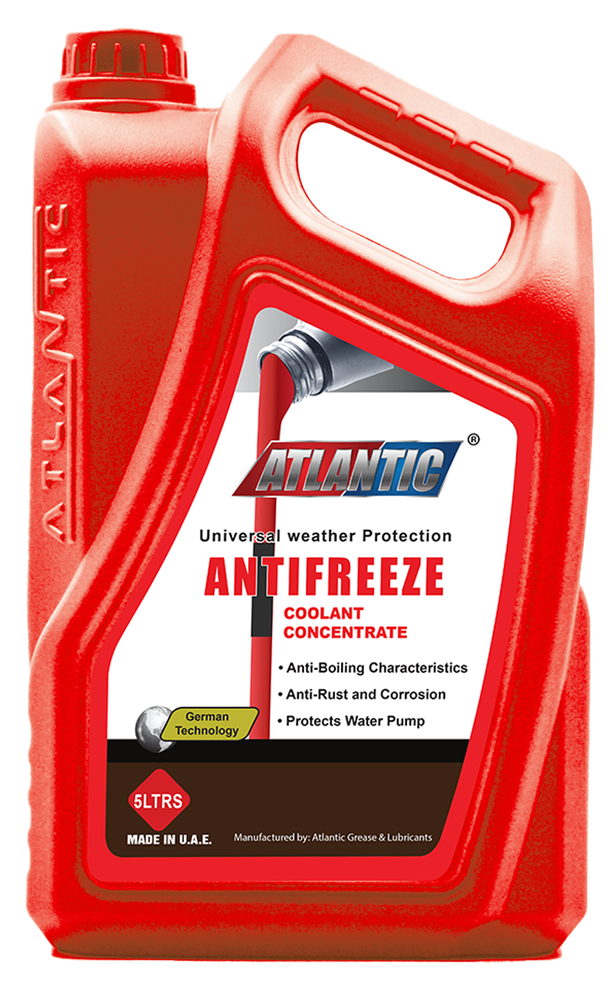 ATLANTIC
ATLANTIC®
Universal weather Protection
ANTIFREEZE
COOLANT
CONCENTRATE
• Anti-Boiling Characteristics
• Anti-Rust and Corrosion
• Protects Water Pump
German
Technology
5LTRS
MADE IN U.A.E.
Manufactured by: Atlantic Grease & Lubricants